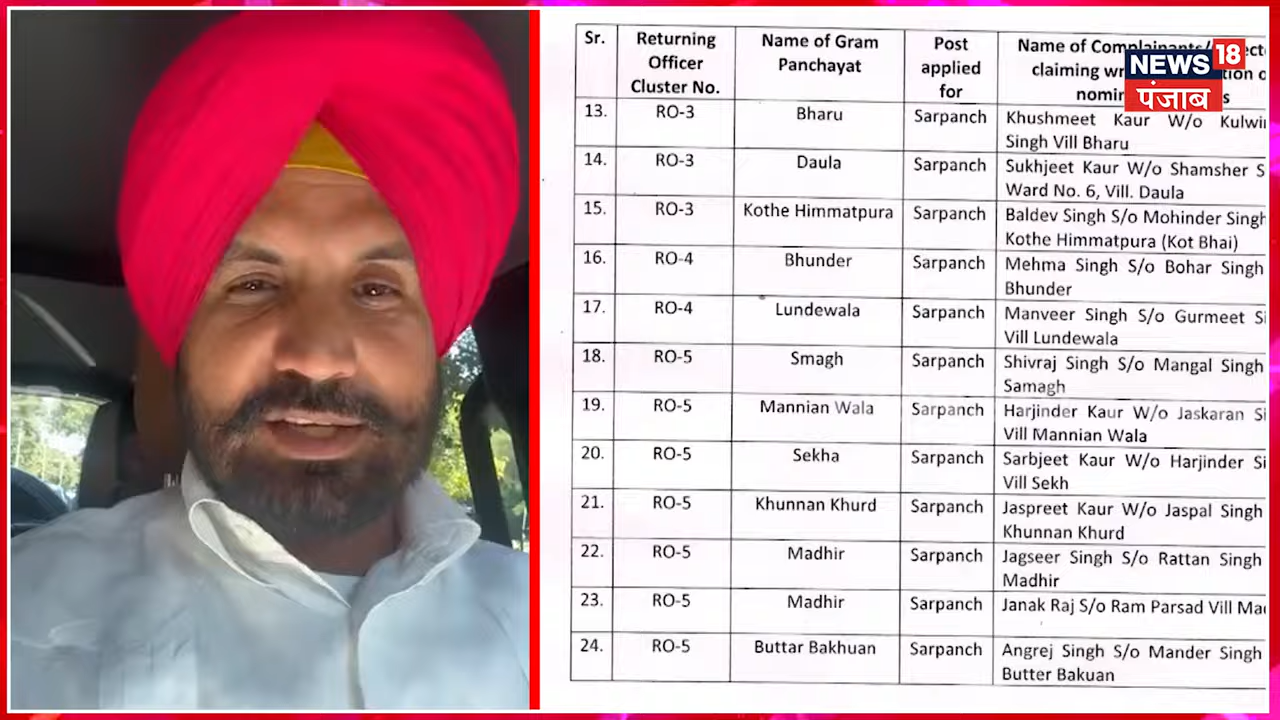 Sr.
Returning
Officer
Cluster No.
Name of Gram
Panchayat
Post
applied
for
Name of
claiming
NEWS 18
पंजाब
13. RO-3 Bharu Sarpanch Khushmeet Kaur W/o
Singh Vill Bharu
14. RO-3 Daula Sarpanch Sukhjeet Kaur W/o Shamsher
Ward No. 6, Vill. Daula
15. RO-3 Kothe Himmatpura Sarpanch Baldev Singh S/o Mohinder Singh
Kothe Himmatpura (Kot Bhai)
16. RO-4 Bhunder Sarpanch Mehma Singh S/o Bohar Singh
Bhunder
17. RO-4 Lundewala Sarpanch Manveer Singh S/o Gurmeet
Vill Lundewala
18. RO-5 Smagh Sarpanch Shivraj Singh S/o Mangal Singh
Samagh
19. RO-5 Mannian Wala Sarpanch Harjinder Kaur W/o Jaskaran
Vill Mannian Wala
20. RO-5 Sekha Sarpanch Sarbjeet Kaur W/o Harjinder
Vill Sekh
21. RO-5 Khunnan Khurd Sarpanch Jaspreet Kaur W/o Jaspal Singh
Khunnan Khurd
22. RO-5 Madhir Sarpanch Jagseer Singh S/o Rattan Singh
Madhir
23. RO-5 Madhir Sarpanch Janak Raj S/o Ram Parsad Vill
24. RO-5 Buttar Bakhuan Sarpanch Angrej Singh S/o Mander Singh
Butter Bakuan